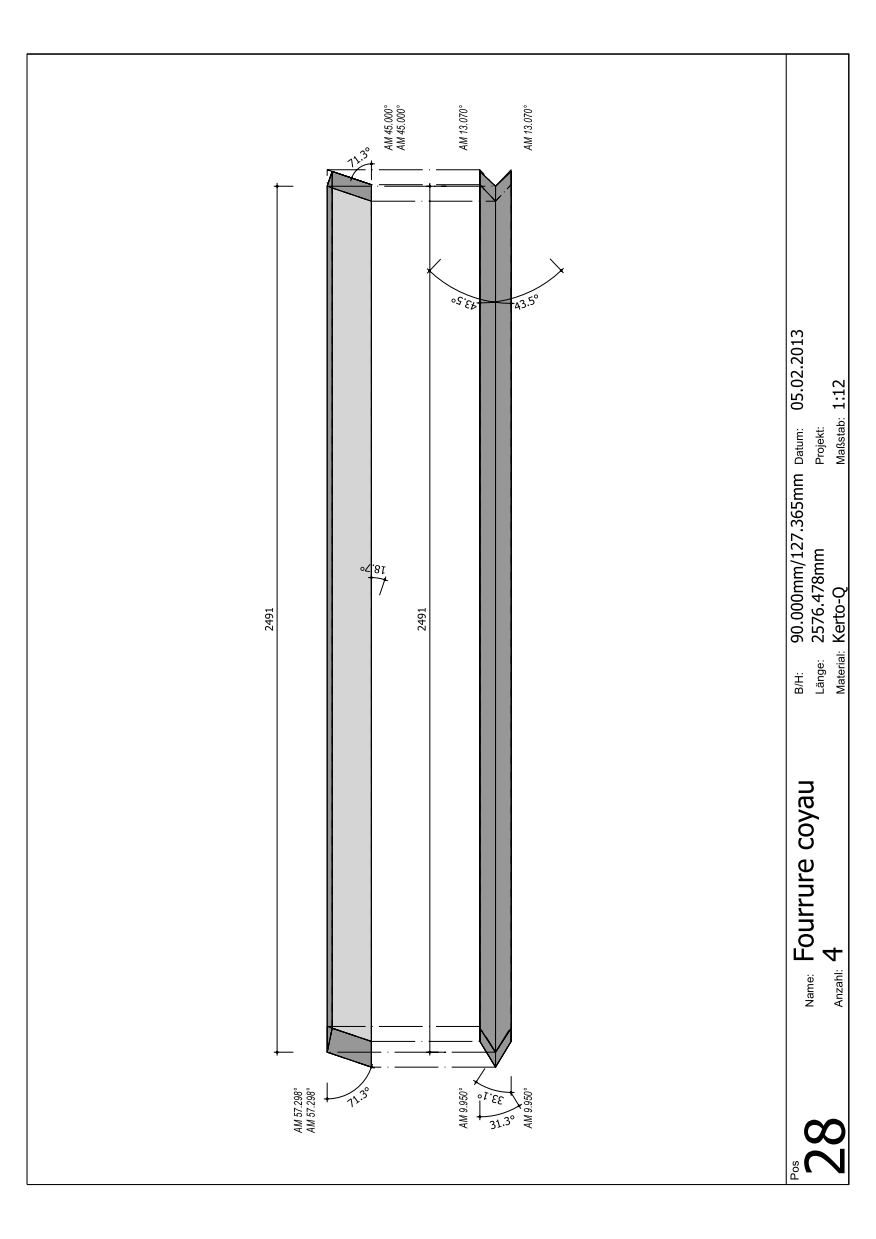 AM 45.000°
AM 45.000°
AM 13.070°
AM 13.070°
71.3°
43.5°
43.5°
18.7°
2491
2491
AM 57.298°
AM 57.298°
71.3°
AM 9.950°
33.1°
31.3°
AM 9.950°
Pos
28
Name: Fourrure coyau
Anzahl: 4
B/H: 90.000mm/127.365mm
Länge: 2576.478mm
Material: Kerto-Q
Datum: 05.02.2013
Projekt:
Maßstab: 1:12